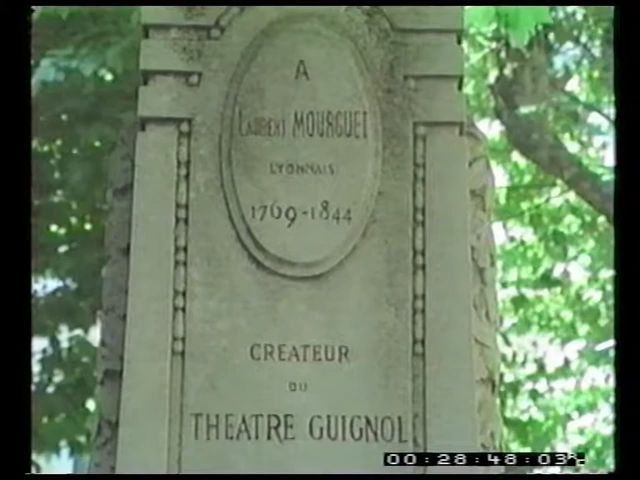 A
LAURENT MOURGUET
LYONNAIS
1769-1844
CREATEUR
DU
THEATRE GUIGNOL
00:28:48:03